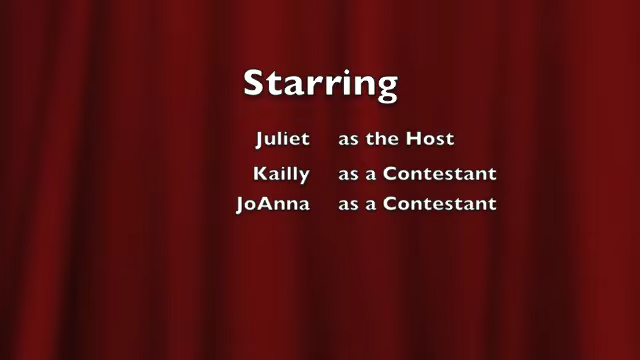 Starring
Juliet as the Host
Kailly as a Contestant
JoAnna as a Contestant